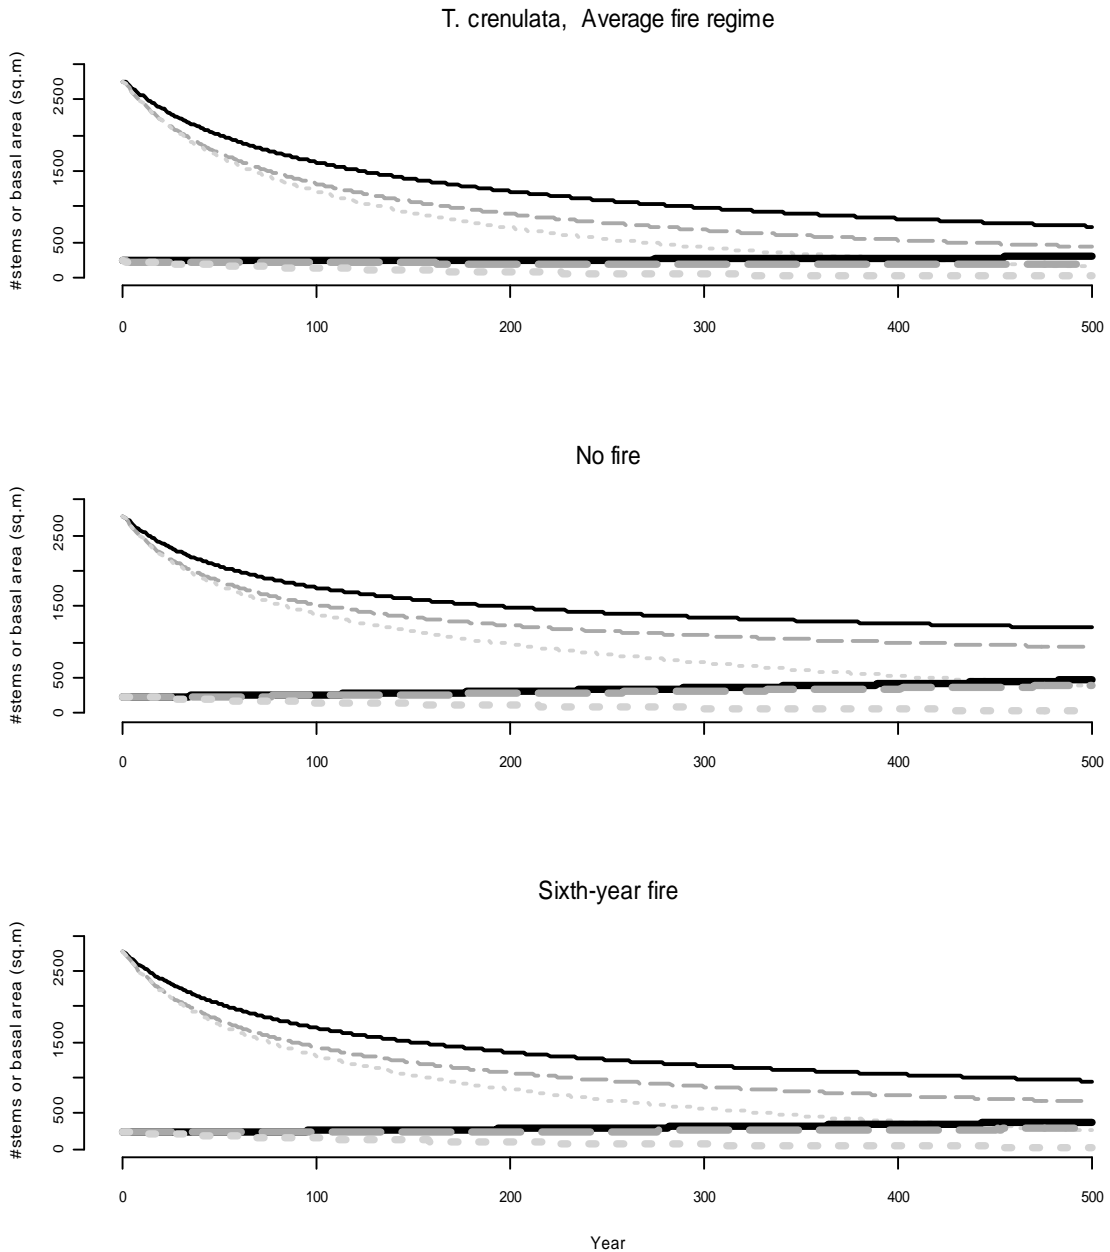 T. crenulata, Average fire regime
#stems or basal area (sq.m)
2500
1500
500
0
0 100 200 300 400 500
No fire
#stems or basal area (sq.m)
2500
1500
500
0
0 100 200 300 400 500
Sixth-year fire
#stems or basal area (sq.m)
2500
1500
500
0
0 100 200 300 400 500
Year